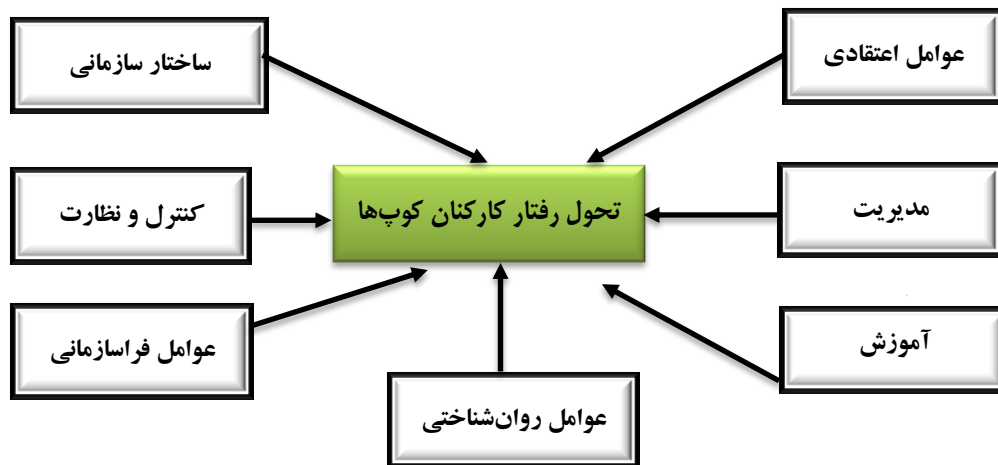 عوامل اعتقادی
ساختار سازمانی
تحول رفتار کارکنان کوپ‌ها
مدیریت
کنترل و نظارت
آموزش
عوامل فراسازمانی
عوامل روان‌شناختی